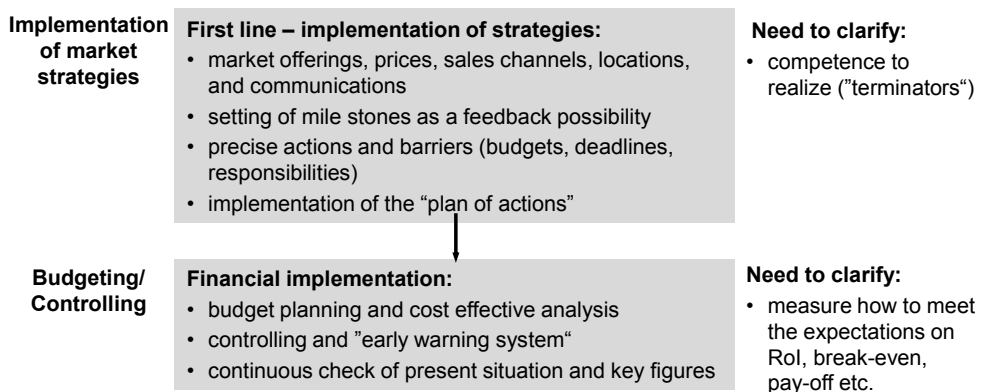 Implementation
of market
strategies
First line – implementation of strategies:
• market offerings, prices, sales channels, locations,
and communications
• setting of mile stones as a feedback possibility
• precise actions and barriers (budgets, deadlines,
responsibilities)
• implementation of the “plan of actions”
Need to clarify:
• competence to
realize (”terminators“)
Budgeting/
Controlling
Financial implementation:
• budget planning and cost effective analysis
• controlling and ”early warning system“
• continuous check of present situation and key figures
Need to clarify:
• measure how to meet
the expectations on
RoI, break-even,
pay-off etc.